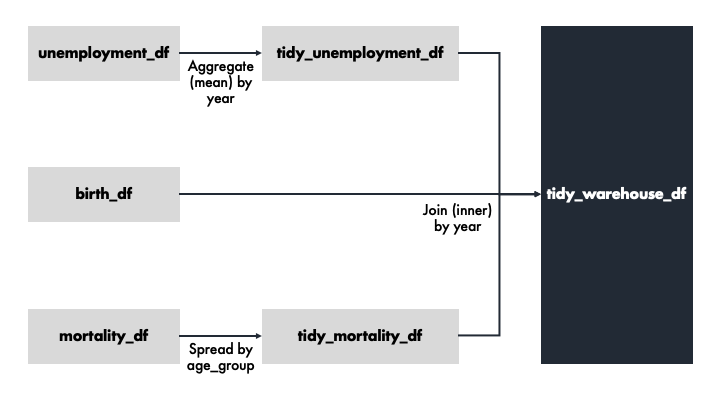 unemployment_df
Aggregate
(mean) by
year
tidy_unemployment_df
birth_df
Join (inner)
by year
tidy_warehouse_df
mortality_df
Spread by
age_group
tidy_mortality_df